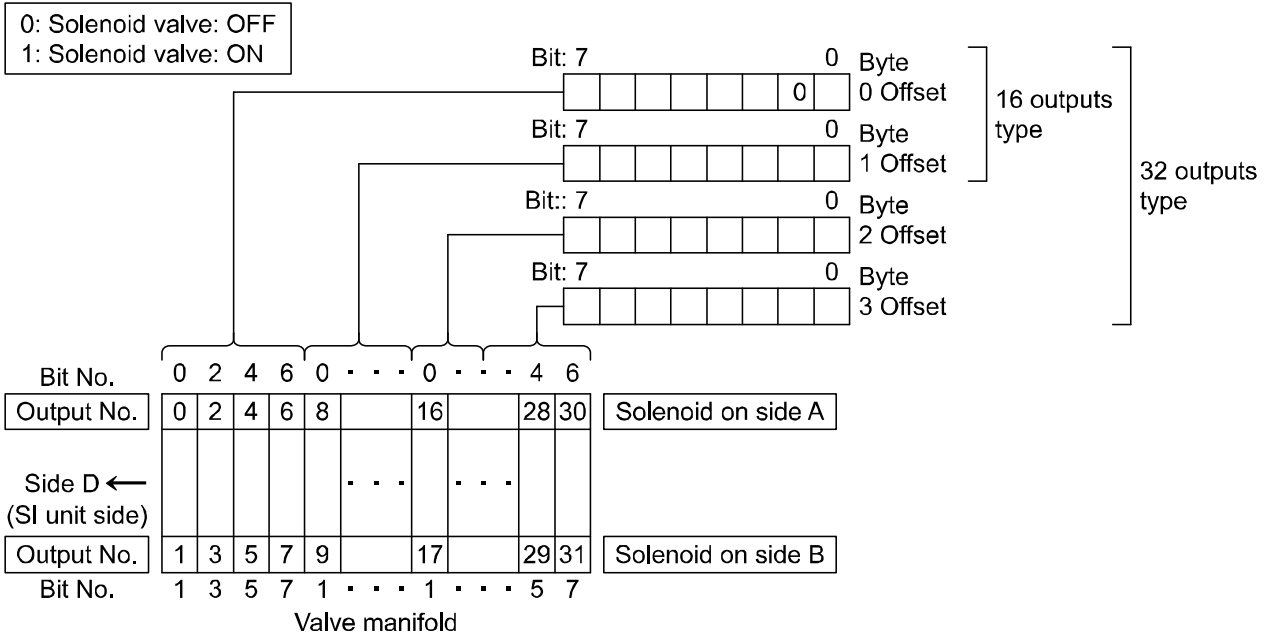 0: Solenoid valve: OFF
1: Solenoid valve: ON
Bit: 7 0 Byte
0 0 Offset
Bit: 7 0 Byte
1 Offset
Bit:: 7 0 Byte
2 Offset
Bit: 7 0 Byte
3 Offset
16 outputs
type
32 outputs
type
Bit No. 0 2 4 6 0 · · · 0 · · · 4 6
Output No. 0 2 4 6 8 16 28 30 Solenoid on side A
Side D ← · · · · · ·
(SI unit side)
Output No. 1 3 5 7 9 17 29 31 Solenoid on side B
Bit No. 1 3 5 7 1 · · · 1 · · · 5 7
Valve manifold